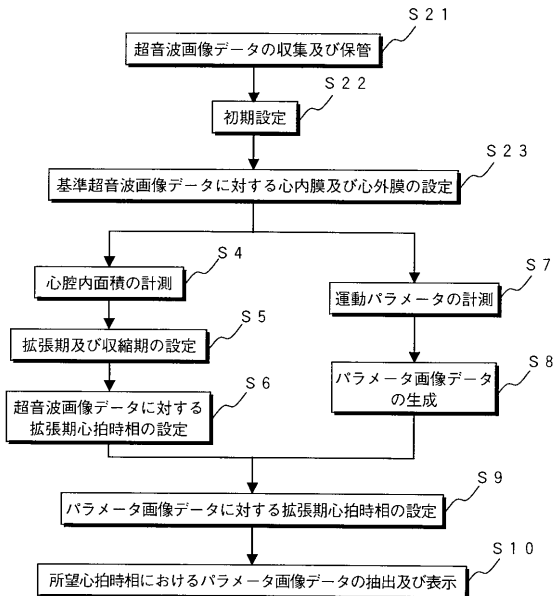 S21
超音波画像データの収集及び保管
S22
初期設定
S23
基準超音波画像データに対する心内膜及び心外膜の設定
S4
心腔内面積の計測
S5
拡張期及び収縮期の設定
S6
超音波画像データに対する
拡張期心拍時相の設定
S7
運動パラメータの計測
S8
パラメータ画像データ
の生成
S9
パラメータ画像データに対する拡張期心拍時相の設定
S10
所望心拍時相におけるパラメータ画像データの抽出及び表示